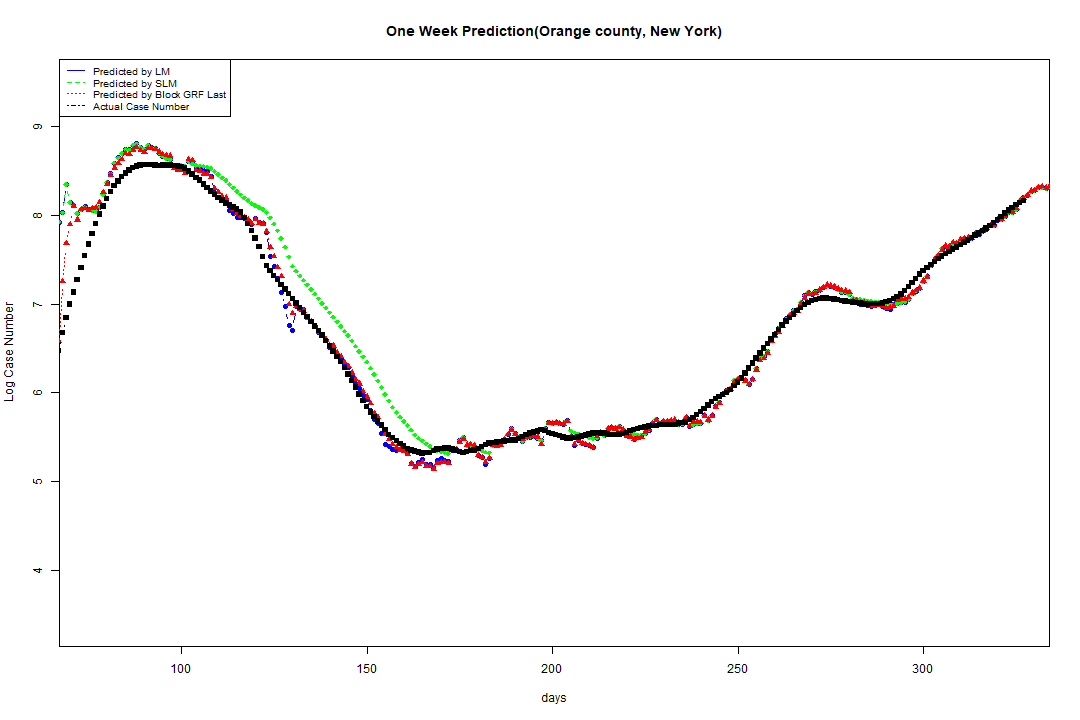 One Week Prediction(Orange county, New York)
Predicted by LM
Predicted by SLM
Predicted by Block GRF Last
Actual Case Number
9
8
7
6
5
4
Log Case Number
100 150 200 250 300
days